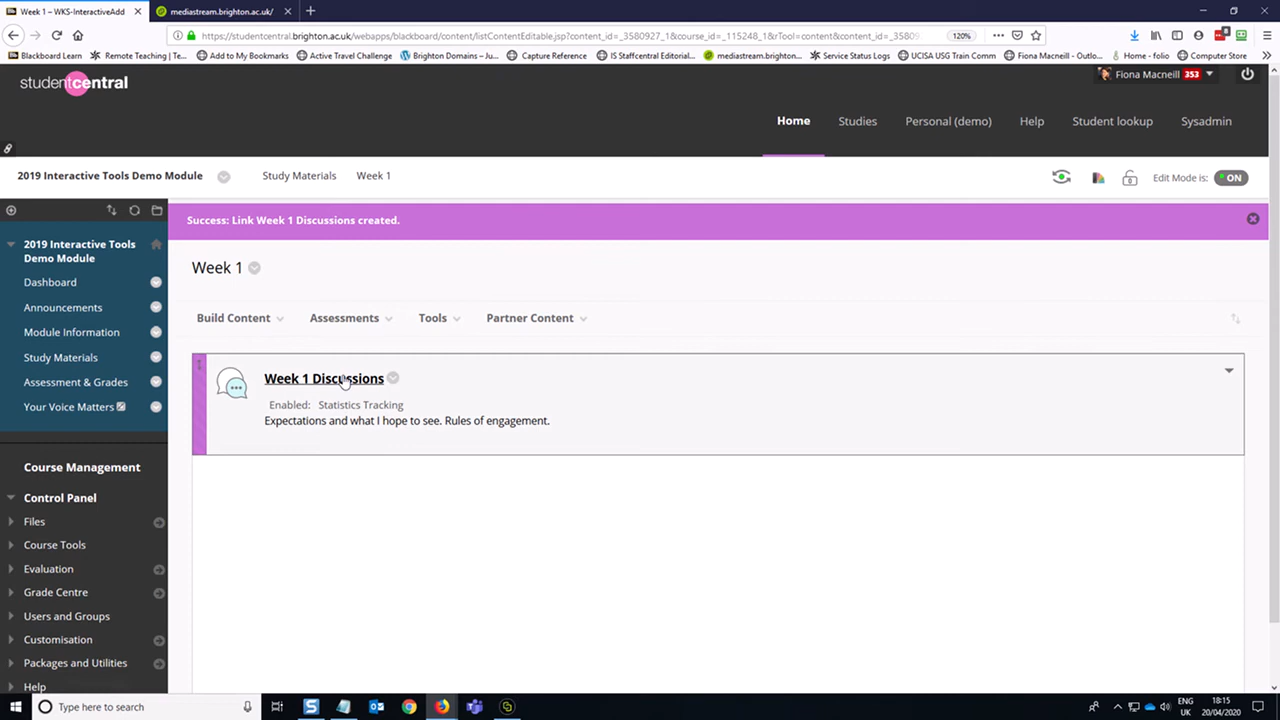 Week 1 – WKS-InteractiveAdd
mediastream.brighton.ac.uk/
https://studentcentral.brighton.ac.uk/webapps/blackboard/content/listContentEditable.jsp?content_id=_3580927_1&course_id=_115248_1&rTool=content&content_id=_3580
120%
Blackboard Learn
Remote Teaching | Te...
Add to My Bookmarks
Active Travel Challenge
Brighton Domains – Ju...
Capture Reference
IS Staffcentral Editorial...
mediastream.brighton...
Service Status Logs
UCISA USG Train Comm
Fiona Macneill - Outlo...
Home - folio
Computer Store
studentcentral
Fiona Macneill 353
Home Studies Personal (demo) Help Student lookup Sysadmin
2019 Interactive Tools Demo Module Study Materials Week 1
Edit Mode is: ON
Success: Link Week 1 Discussions created.
2019 Interactive Tools
Demo Module
Dashboard
Announcements
Module Information
Study Materials
Assessment & Grades
Your Voice Matters
Course Management
Control Panel
Files
Course Tools
Evaluation
Grade Centre
Users and Groups
Customisation
Packages and Utilities
Help
Week 1
Build Content Assessments Tools Partner Content
Week 1 Discussions
Enabled: Statistics Tracking
Expectations and what I hope to see. Rules of engagement.
Type here to search
ENG
UK
18:15
20/04/2020